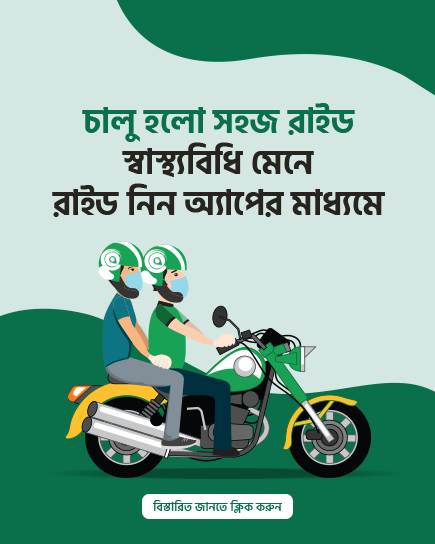 চালু হলো সহজ রাইড
স্বাস্থ্যবিধি মেনে
রাইড নিন অ্যাপের মাধ্যমে
বিস্তারিত জানতে ক্লিক করুন